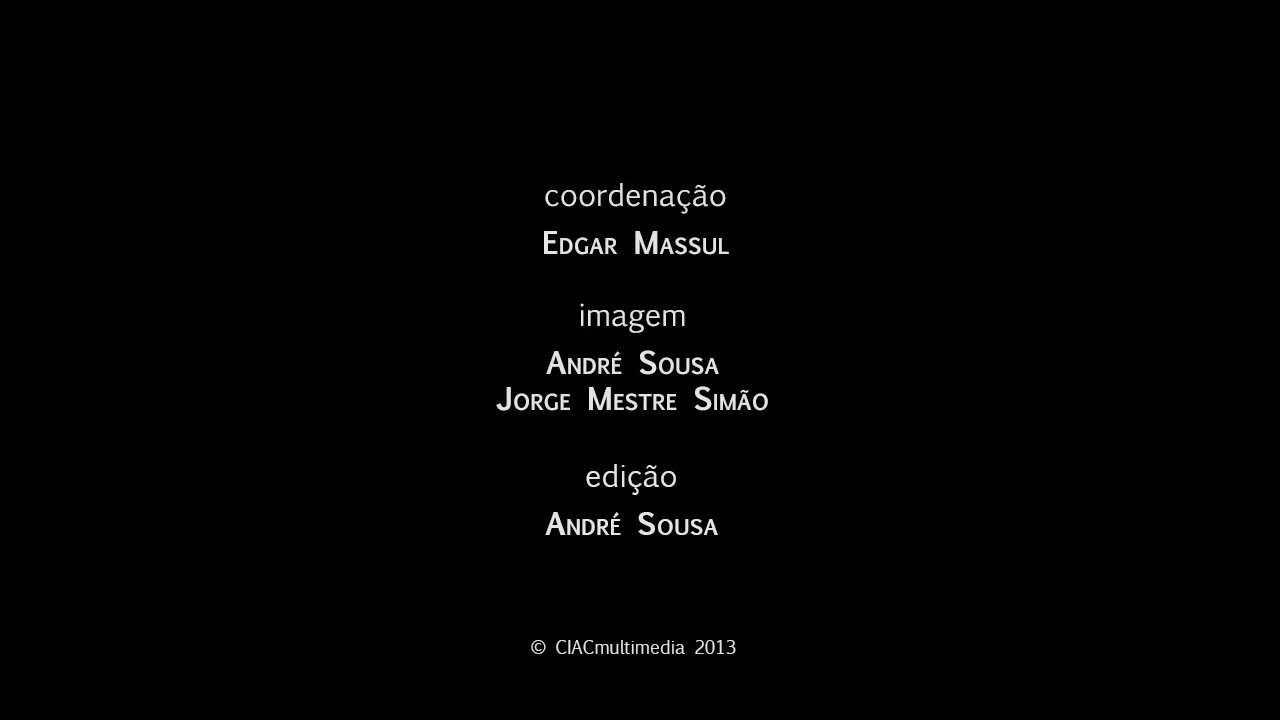 coordenação
Edgar Massul
imagem
André Sousa
Jorge Mestre Simão
edição
André Sousa
© CIACmultimedia 2013